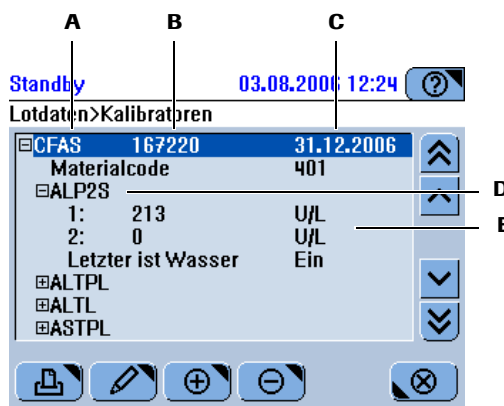 A B C
Standby 03.08.2006 12:24
Lotdaten>Kalibratoren
CFAS 167220 31.12.2006
Materialcode 401
ALP2S
D
1: 213 U/L
E
2: 0 U/L
Letzter ist Wasser Ein
ALTPL
ALTL
ASTPL